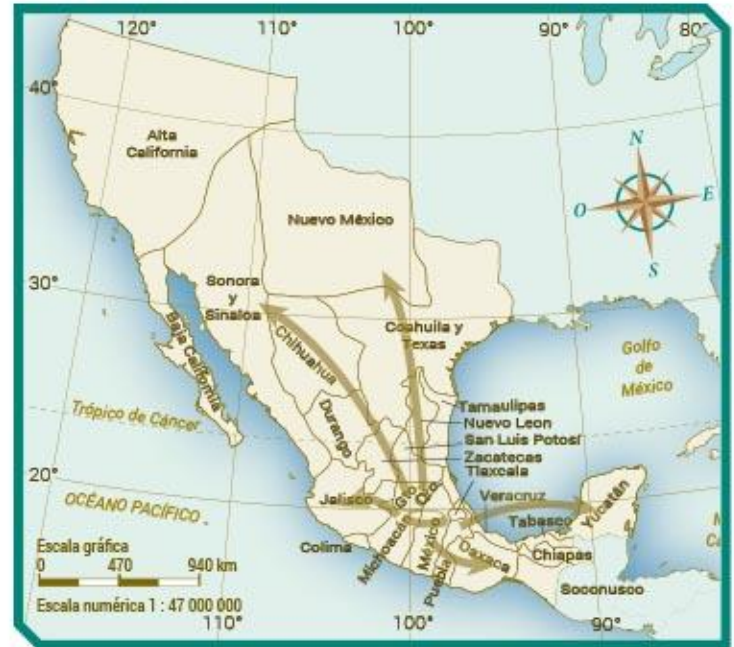 120° 110° 100° 90° 80°
40°
Alta
California
Nuevo México
N
O E
S
30°
Sonora
y
Sinaloa
Chihuahua
Coahuila y
Texas
Baja California
Golfo
de
México
Trópico de Cáncer
Durango
Tamaulipas
Nuevo Leon
San Luis Potosí
Zacatecas
Tlaxcala
20°
OCÉANO PACÍFICO
Jalisco
Gto
Qro
Veracruz
Tabasco
Yucatán
Colima
Michoacán
México
Puebla
Oaxaca
Chiapas
Soconusco
Escala gráfica
0 470 940 km
Escala numérica 1 : 47 000 000
110° 100° 90°